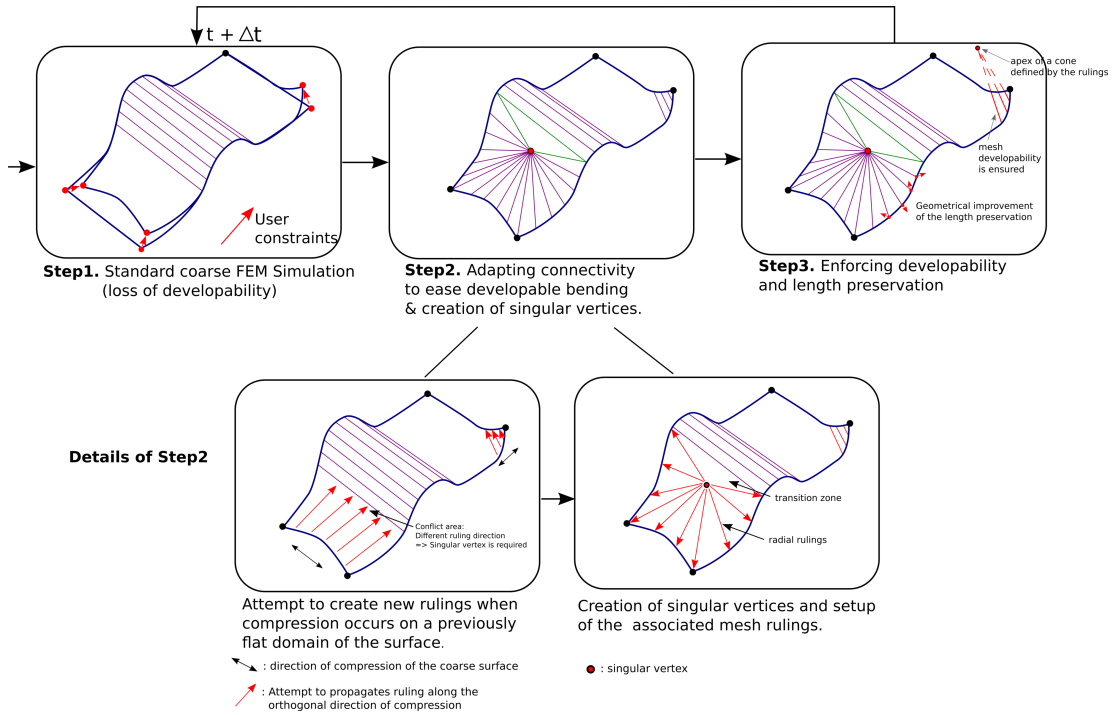 t + Δt
User
constraints
apex of a cone
defined by the rulings
mesh
developability
is ensured
Geometrical improvement
of the length preservation
Step1. Standard coarse FEM Simulation
(loss of developability)
Step2. Adapting connectivity
to ease developable bending
& creation of singular vertices.
Step3. Enforcing developability
and length preservation
Details of Step2
Conflict area:
Different ruling direction
=> Singular vertex is required
transition zone
radial rulings
Attempt to create new rulings when
compression occurs on a previously
flat domain of the surface.
Creation of singular vertices and setup
of the associated mesh rulings.
: direction of compression of the coarse surface
: Attempt to propagates ruling along the
orthogonal direction of compression
: singular vertex